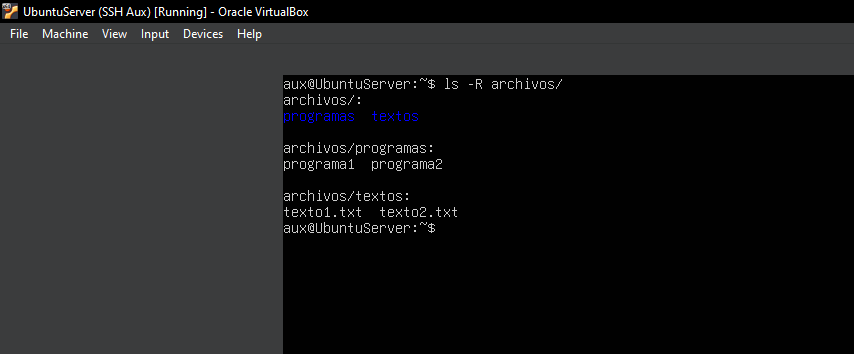 UbuntuServer (SSH Aux) [Running] - Oracle VirtualBox
File Machine View Input Devices Help
aux@UbuntuServer:~$ ls -R archivos/
archivos/:
programas textos
archivos/programas:
programa1 programa2
archivos/textos:
texto1.txt texto2.txt
aux@UbuntuServer:~$